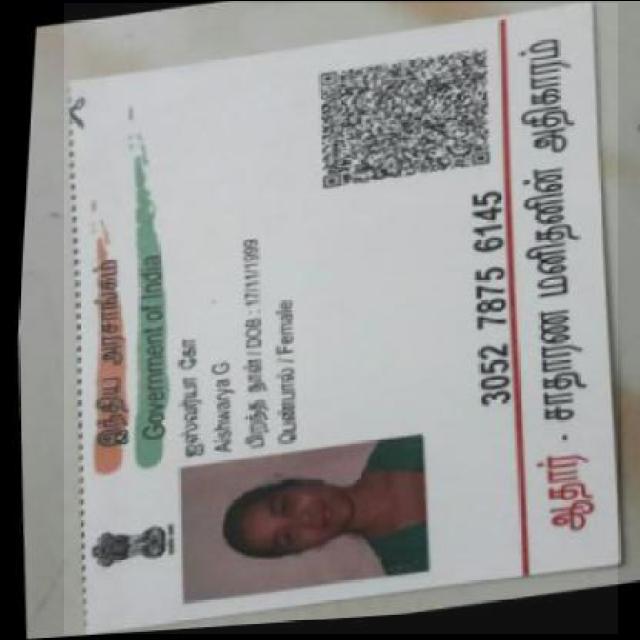 இந்திய அரசாங்கம்
Government of India
ஐஸ்வர்யா கோ
Aishwarya G
பிறந்த நாள் / DOB : 17/11/1999
பெண்பால் / Female
3052 7875 6145
ஆதார் - சாதாரண மனிதனின் அதிகாரம்